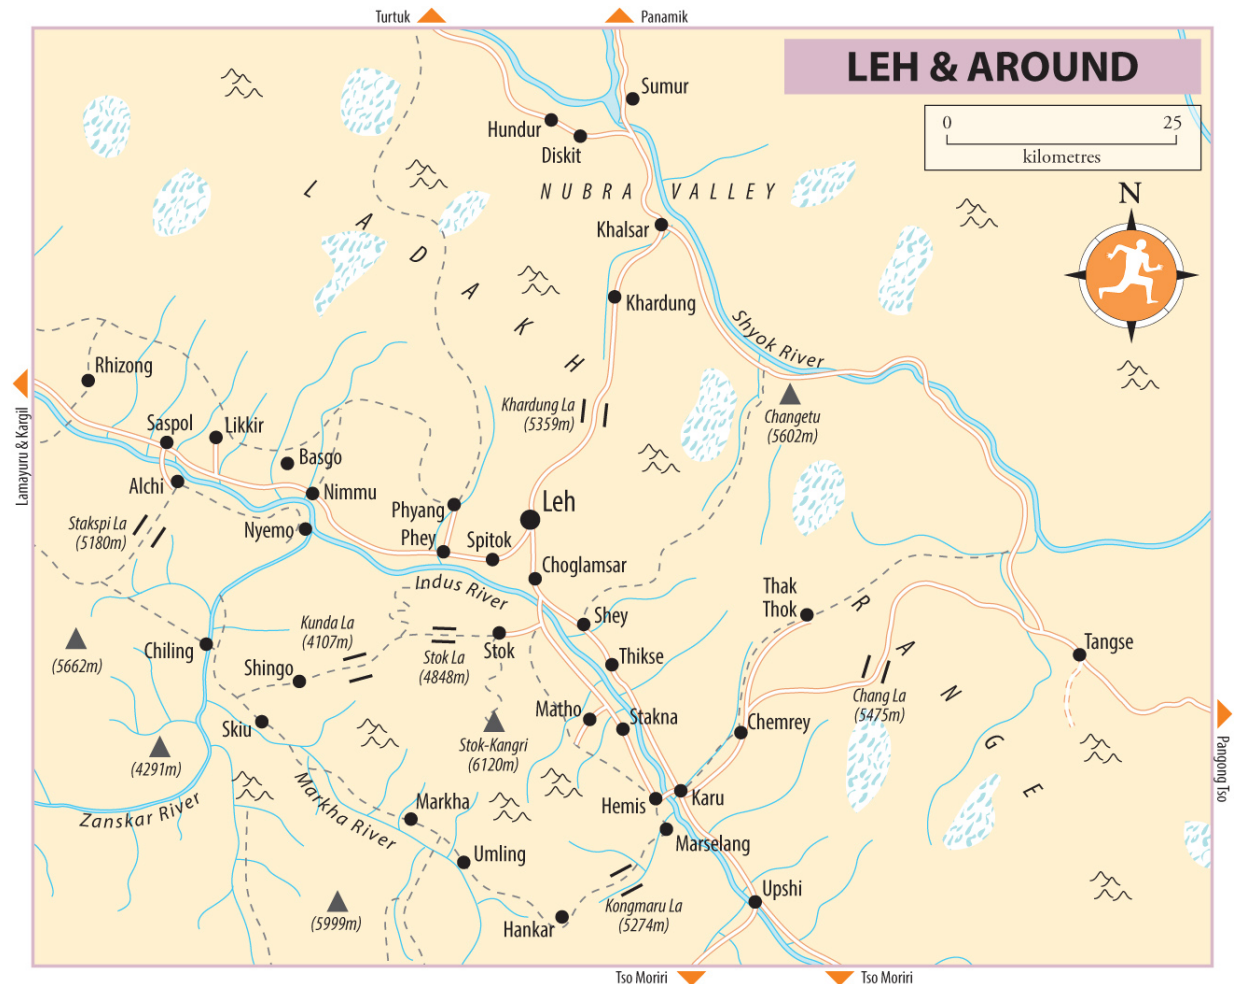 Turtuk
Panamik
LEH & AROUND
0 25
kilometres
N
Sumur
Hundur
Diskit
NUBRA VALLEY
LADAKH RANGE
Khalsar
Khardung
Shyok River
Rhizong
Lamayuru & Kargil
Khardung La
(5359m)
Changetu
(5602m)
Saspol
Likkir
Basgo
Alchi
Nimmu
Phyang
Leh
Stakspi La
(5180m)
Nyemo
Phey
Spitok
Choglamsar
Indus River
Thak
Thok
Kunda La
(4107m)
Shey
(5662m)
Chiling
Shingo
Stok La
(4848m)
Stok
Thikse
Tangse
Chang La
(5475m)
Skiu
Matho
Stakna
Chemrey
Pangong Tso
(4291m)
Stok-Kangri
(6120m)
Zanskar River
Markha River
Markha
Hemis
Karu
Marselang
Umling
Upshi
(5999m)
Hankar
Kongmaru La
(5274m)
Tso Moriri
Tso Moriri